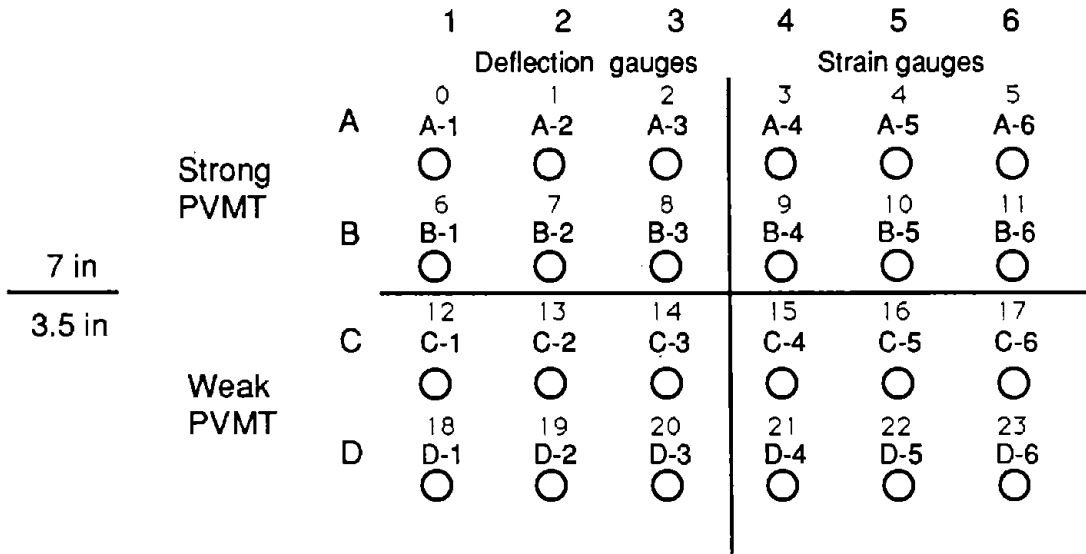 1 2 3 4 5 6
Deflection gauges Strain gauges
0 1 2 3 4 5
A A-1 A-2 A-3 A-4 A-5 A-6
Strong
PVMT
6 7 8 9 10 11
B B-1 B-2 B-3 B-4 B-5 B-6
7 in
3.5 in
12 13 14 15 16 17
C C-1 C-2 C-3 C-4 C-5 C-6
Weak
PVMT
18 19 20 21 22 23
D D-1 D-2 D-3 D-4 D-5 D-6